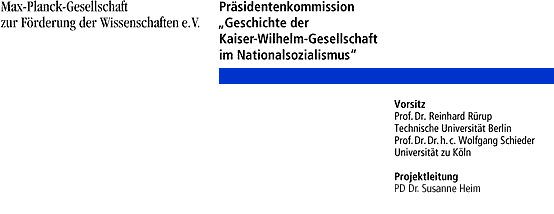 Max-Planck-Gesellschaft
zur Förderung der Wissenschaften e.V.
Präsidentenkommission
„Geschichte der
Kaiser-Wilhelm-Gesellschaft
im Nationalsozialismus“
Vorsitz
Prof. Dr. Reinhard Rürup
Technische Universität Berlin
Prof. Dr. Dr. h. c. Wolfgang Schieder
Universität zu Köln
Projektleitung
PD Dr. Susanne Heim